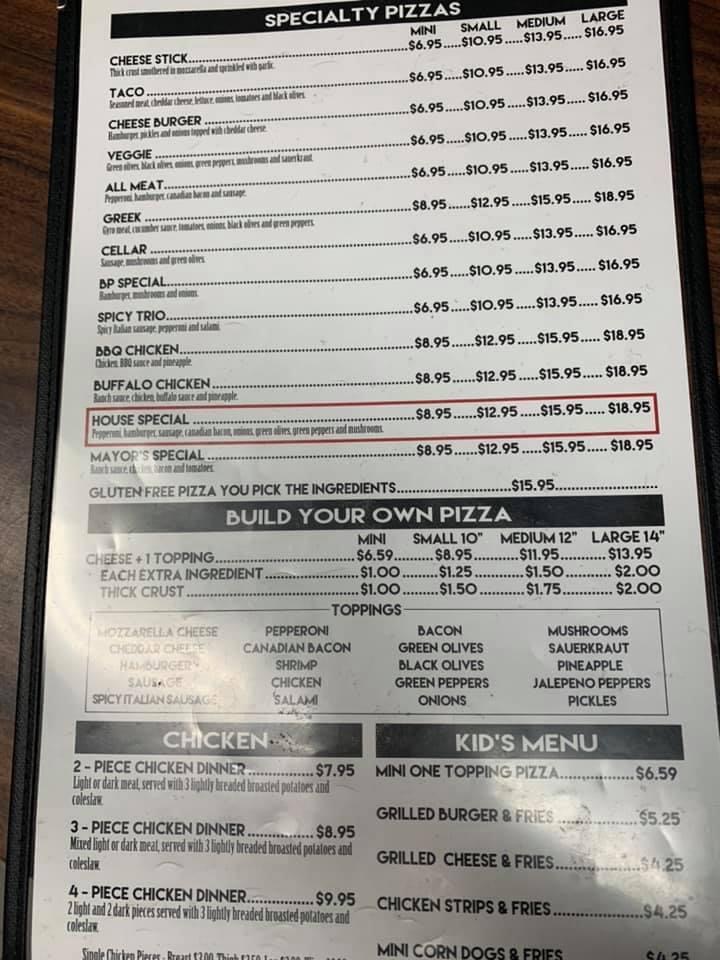 SPECIALTY PIZZAS
MINI SMALL MEDIUM LARGE
CHEESE STICK..........$6.95.....$10.95.....$13.95.....$16.95
Thick crust smothered in mozzarella and sprinkled with garlic.
TACO..........$6.95.....$10.95.....$13.95.....$16.95
Seasoned meat, cheddar cheese, lettuce, onions, tomatoes and black olives.
CHEESE BURGER..........$6.95.....$10.95.....$13.95.....$16.95
Hamburger, pickles and onions topped with cheddar cheese.
VEGGIE..........$6.95.....$10.95.....$13.95.....$16.95
Green olives, black olives, onions, green peppers, mushrooms and sauerkraut.
ALL MEAT..........$6.95.....$10.95.....$13.95.....$16.95
Pepperoni, hamburger, canadian bacon and sausage.
GREEK..........$8.95.....$12.95.....$15.95.....$18.95
Gyro meat, cucumber sauce, tomatoes, onions, black olives and green peppers.
CELLAR..........$6.95.....$10.95.....$13.95.....$16.95
Sausage, mushrooms and green olives.
BP SPECIAL..........$6.95.....$10.95.....$13.95.....$16.95
Hamburger, mushrooms and onions.
SPICY TRIO..........$6.95.....$10.95.....$13.95.....$16.95
Spicy Italian sausage, pepperoni and salami.
BBQ CHICKEN..........$8.95.....$12.95.....$15.95.....$18.95
Chicken, BBQ sauce and pineapple.
BUFFALO CHICKEN..........$8.95.....$12.95.....$15.95.....$18.95
Ranch sauce, chicken, buffalo sauce and pineapple.
HOUSE SPECIAL..........$8.95.....$12.95.....$15.95.....$18.95
Pepperoni, hamburger, sausage, canadian bacon, onions, green olives, green peppers and mushrooms.
MAYOR'S SPECIAL..........$8.95.....$12.95.....$15.95.....$18.95
Ranch sauce, chicken, bacon and tomatoes.
GLUTEN FREE PIZZA YOU PICK THE INGREDIENTS..........$15.95..........
BUILD YOUR OWN PIZZA
MINI SMALL 10" MEDIUM 12" LARGE 14"
CHEESE + 1 TOPPING..........$6.59..........$8.95..........$11.95..........$13.95
EACH EXTRA INGREDIENT..........$1.00..........$1.25..........$1.50..........$2.00
THICK CRUST..........$1.00..........$1.50..........$1.75..........$2.00
TOPPINGS
MOZZARELLA CHEESE PEPPERONI BACON MUSHROOMS
CHEDDAR CHEESE CANADIAN BACON GREEN OLIVES SAUERKRAUT
HAMBURGER SHRIMP BLACK OLIVES PINEAPPLE
SAUSAGE CHICKEN GREEN PEPPERS JALEPENO PEPPERS
SPICY ITALIAN SAUSAGE SALAMI ONIONS PICKLES
CHICKEN
2 - PIECE CHICKEN DINNER..........$7.95
Light or dark meat, served with 3 lightly breaded broasted potatoes and
coleslaw.
3 - PIECE CHICKEN DINNER..........$8.95
Mixed light or dark meat, served with 3 lightly breaded broasted potatoes and
coleslaw.
4 - PIECE CHICKEN DINNER..........$9.95
2 light and 2 dark pieces served with 3 lightly breaded broasted potatoes and
coleslaw.
Single Chicken Pieces - Breast $3.00 Thigh
KID'S MENU
MINI ONE TOPPING PIZZA..........$6.59
GRILLED BURGER & FRIES..........$5.25
GRILLED CHEESE & FRIES..........$4.25
CHICKEN STRIPS & FRIES..........$4.25
MINI CORN DOGS & FRIES $4.25